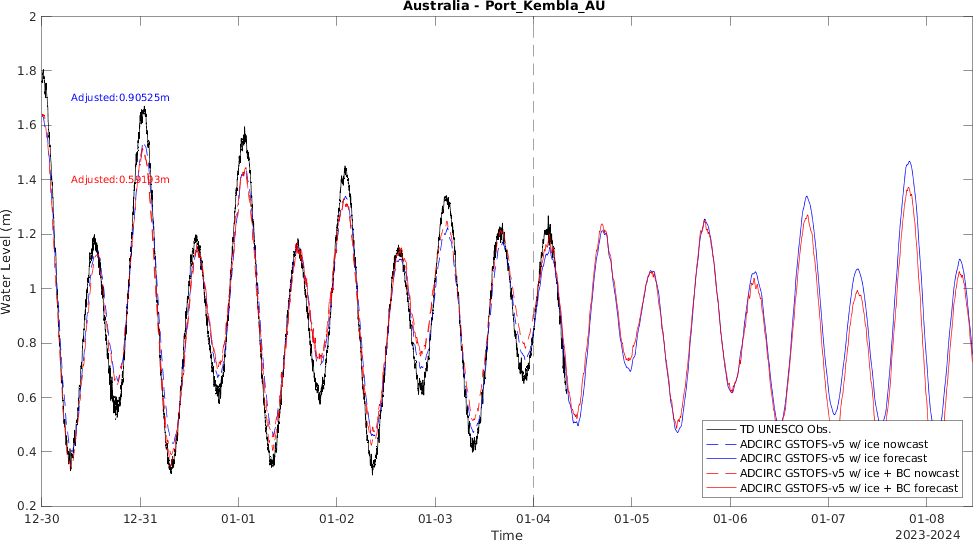 Australia - Port_Kembla_AU
2
1.8
1.6
1.4
1.2
1
0.8
0.6
0.4
0.2
Water Level (m)
Adjusted:0.90525m
Adjusted:0.59193m
TD UNESCO Obs.
ADCIRC GSTOFS-v5 w/ ice nowcast
ADCIRC GSTOFS-v5 w/ ice forecast
ADCIRC GSTOFS-v5 w/ ice + BC nowcast
ADCIRC GSTOFS-v5 w/ ice + BC forecast
12-30 12-31 01-01 01-02 01-03 01-04 01-05 01-06 01-07 01-08
Time
2023-2024